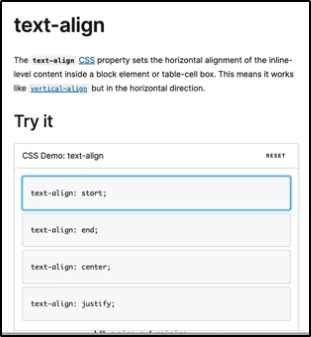 text-align
The text-align CSS property sets the horizontal alignment of the inline-
level content inside a block element or table-cell box. This means it works
like vertical-align but in the horizontal direction.
Try it
CSS Demo: text-align RESET
text-align: start;
text-align: end;
text-align: center;
text-align: justify;